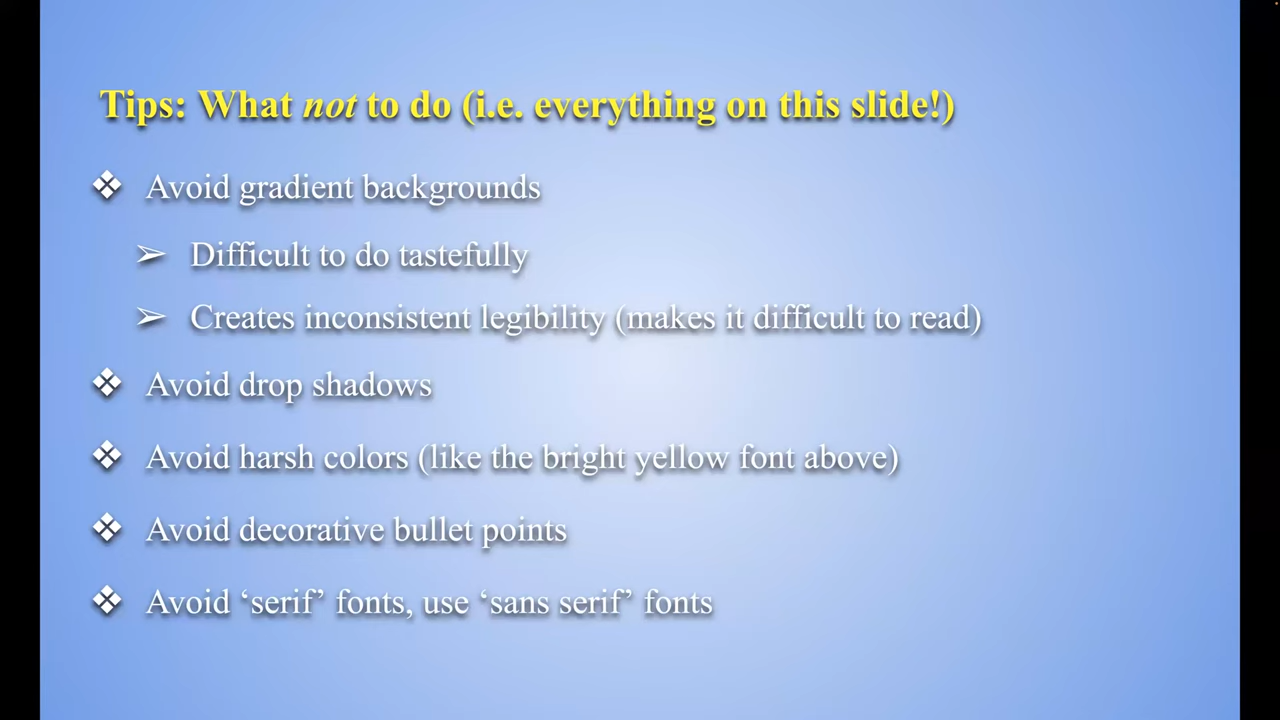 Tips: What not to do (i.e. everything on this slide!)
❖ Avoid gradient backgrounds
➢ Difficult to do tastefully
➢ Creates inconsistent legibility (makes it difficult to read)
❖ Avoid drop shadows
❖ Avoid harsh colors (like the bright yellow font above)
❖ Avoid decorative bullet points
❖ Avoid ‘serif’ fonts, use ‘sans serif’ fonts